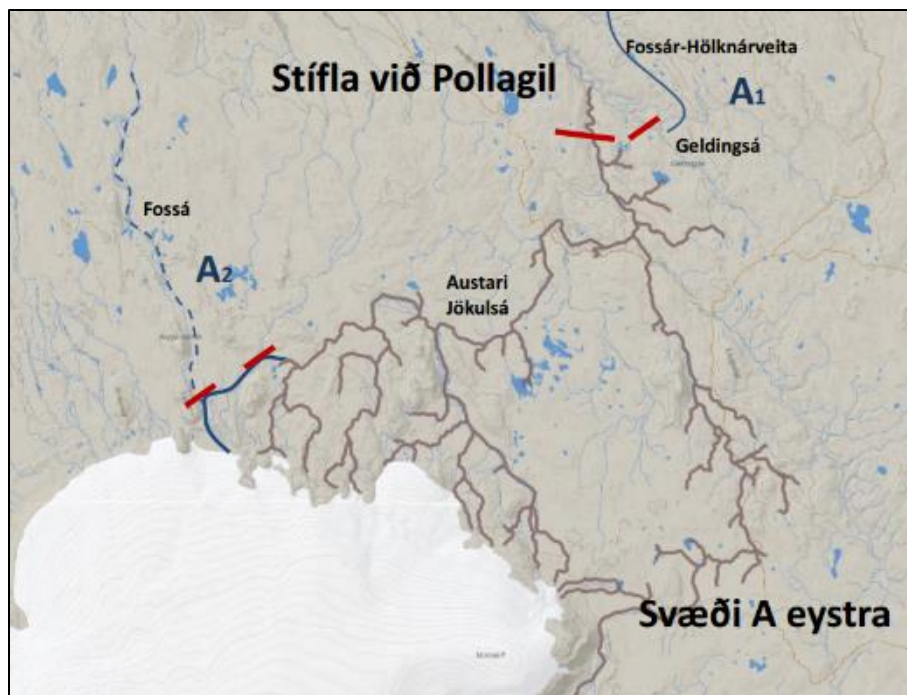 Fossár-Hölknárveita
Stífla við Pollagil
A1
Geldingsá
Fossá
A2
Austari
Jökulsá
Svæði A eystra